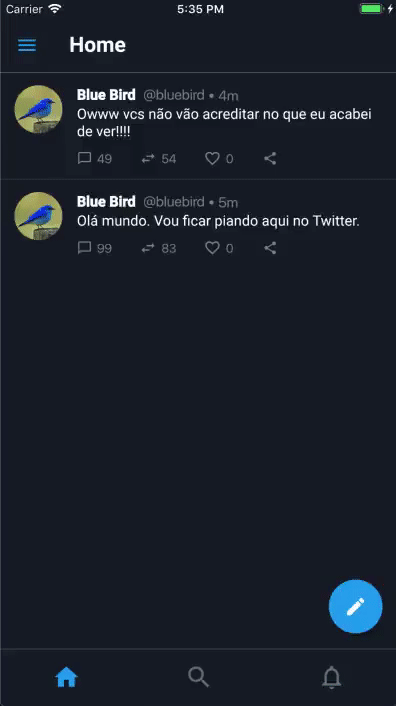 Carrier 5:35 PM
Home
Blue Bird @bluebird • 4m
Owww vcs não vão acreditar no que eu acabei
de ver!!!!
49 54 0
Blue Bird @bluebird • 5m
Olá mundo. Vou ficar piando aqui no Twitter.
99 83 0